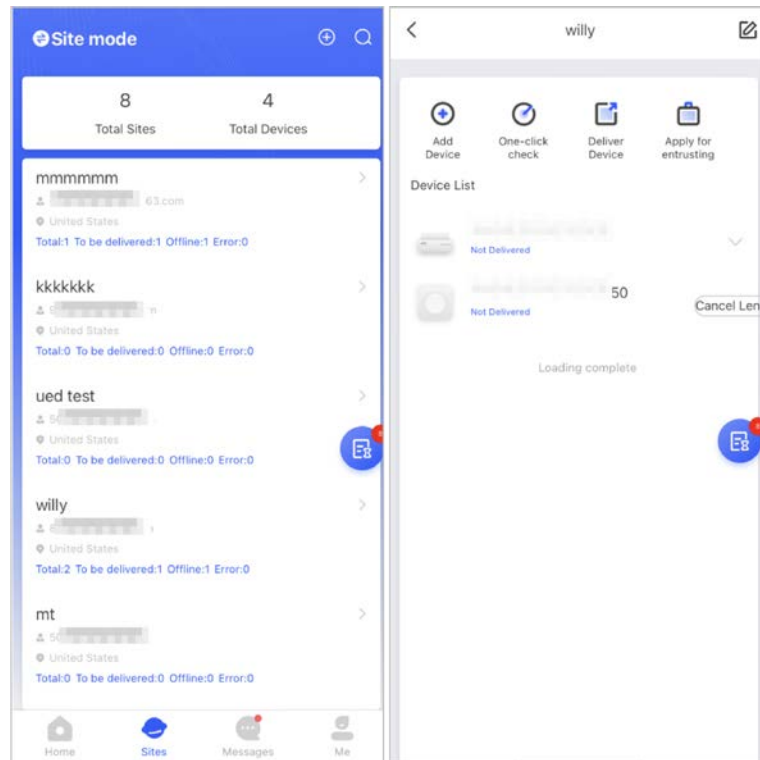 Site mode
8 4
Total Sites Total Devices
mmmmmmm
63.com
United States
Total:1 To be delivered:1 Offline:1 Error:0
kkkkkkk
United States
Total:0 To be delivered:0 Offline:0 Error:0
ued test
United States
Total:0 To be delivered:0 Offline:0 Error:0
willy
United States
Total:2 To be delivered:1 Offline:1 Error:0
mt
United States
Total:0 To be delivered:0 Offline:0 Error:0
Home Sites Messages Me
willy
Add Device
One-click check
Deliver Device
Apply for entrusting
Device List
Not Delivered
50
Not Delivered
Cancel Len
Loading complete